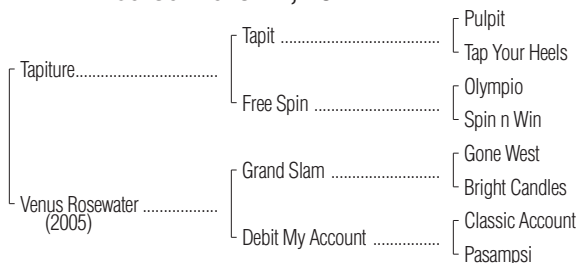 Pulpit
Tapit ........................................
Tap Your Heels
Tapiture....................................
Olympio
Free Spin ................................
Spin n Win
Gone West
Grand Slam ...........................
Bright Candles
Venus Rosewater ...................
(2005)
Classic Account
Debit My Account .................
Pasampsi